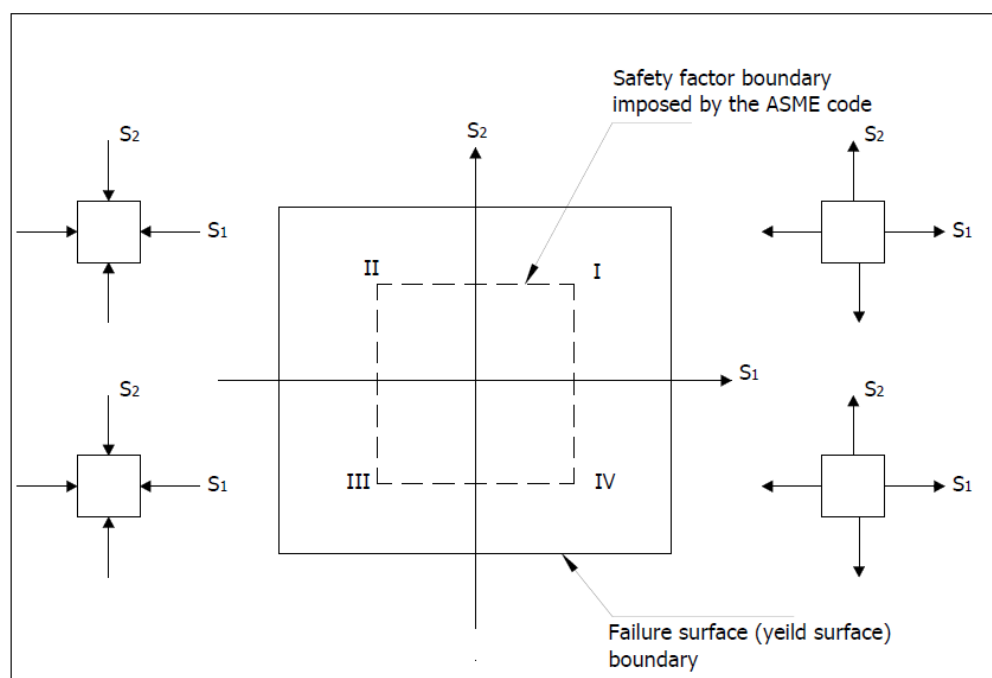 Safety factor boundary
imposed by the ASME code
S2
S2
S2
S1
S1
II
I
S1
S2
S2
S1
S1
III
IV
Failure surface (yeild surface)
boundary